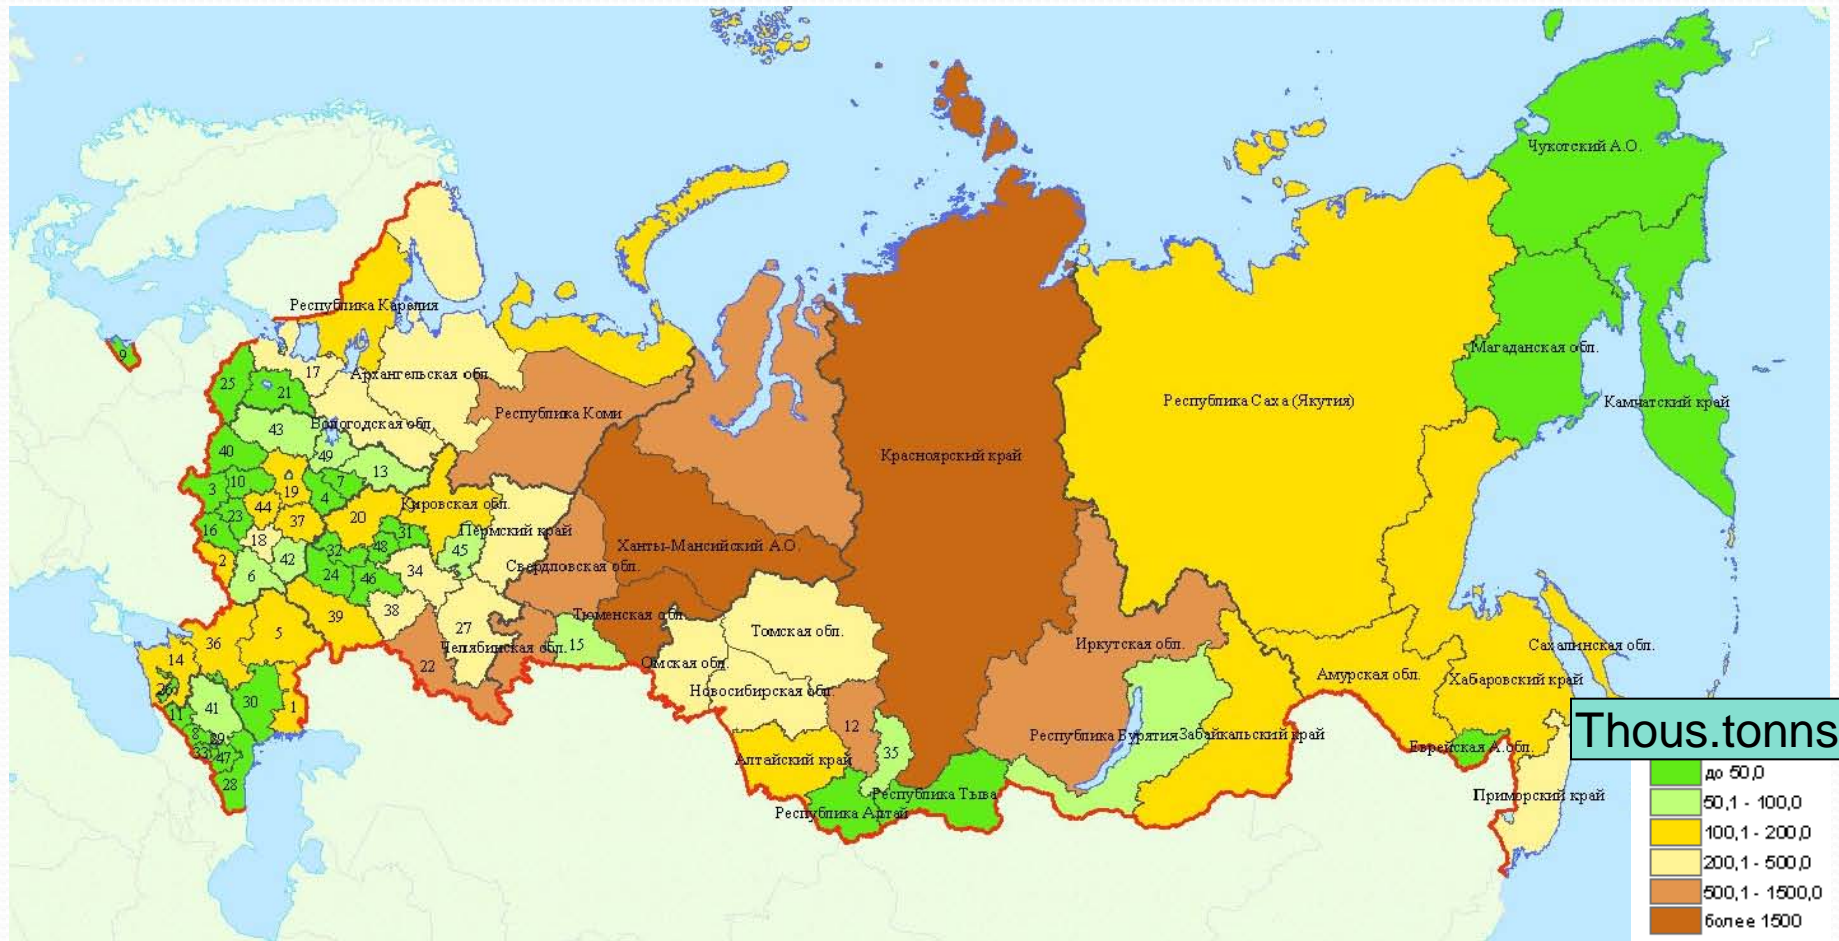 Чукотский А.О.
Республика Карелия
Магаданская обл.
9
17
Архангельская обл.
25
21
Республика Коми
Республика Саха (Якутия)
Камчатский край
43
Вологодская обл.
40
49
13
Красноярский край
3
10
19
7
4
44
23
37
20
Кировская обл.
16
18
31
Пермский край
2
42
32
48
45
Ханты-Мансийский А.О.
6
24
46
34
Свердловская обл.
39
38
Тюменская обл.
27
Томская обл.
36
5
Челябинская обл.
15
Иркутская обл.
Сахалинская обл.
14
22
Омская обл.
26
Новосибирская обл.
Амурская обл.
Хабаровский край
11
41
30
1
12
8
29
Республика Бурятия
Забайкальский край
33
47
35
Алтайский край
Еврейская А.обл.
28
Республика Тыва
Республика Алтай
Приморский край
Thous.tonns
до 50,0
50,1 - 100,0
100,1 - 200,0
200,1 - 500,0
500,1 - 1500,0
более 1500